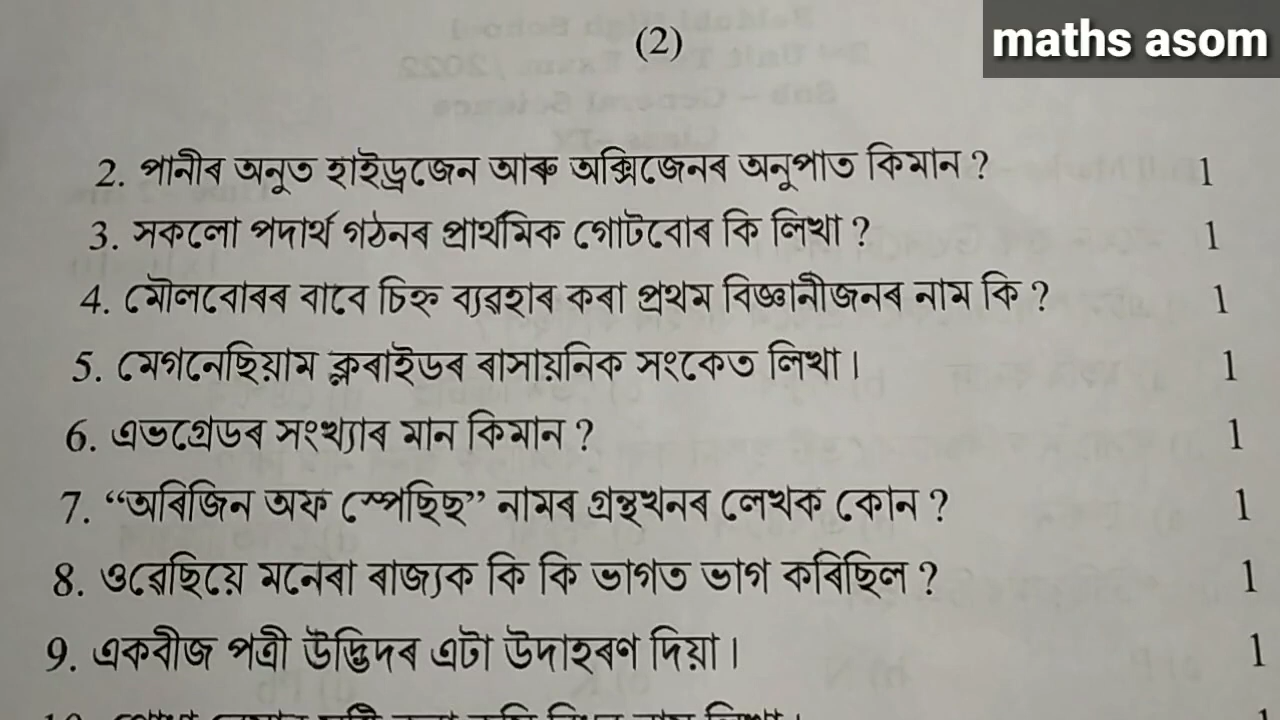 maths asom
(2)
2. পানীৰ অনুত হাইড্ৰজেন আৰু অক্সিজেনৰ অনুপাত কিমান ? 1
3. সকলো পদাৰ্থ গঠনৰ প্ৰাৰ্থমিক গোটবোৰ কি লিখা ? 1
4. মৌলবোৰৰ বাবে চিহ্ন ব্যৱহাৰ কৰা প্ৰথম বিজ্ঞানীজনৰ নাম কি ? 1
5. মেগনেছিয়াম ক্লৰাইডৰ ৰাসায়নিক সংকেত লিখা। 1
6. এভগ্ৰেডৰ সংখ্যাৰ মান কিমান ? 1
7. “অৰিজিন অফ স্পেছিছ” নামৰ গ্ৰন্থখনৰ লেখক কোন ? 1
8. ওৱেছিয়ে মনেৰা ৰাজ্যক কি কি ভাগত ভাগ কৰিছিল ? 1
9. একবীজ পত্ৰী উদ্ভিদৰ এটা উদাহৰণ দিয়া। 1